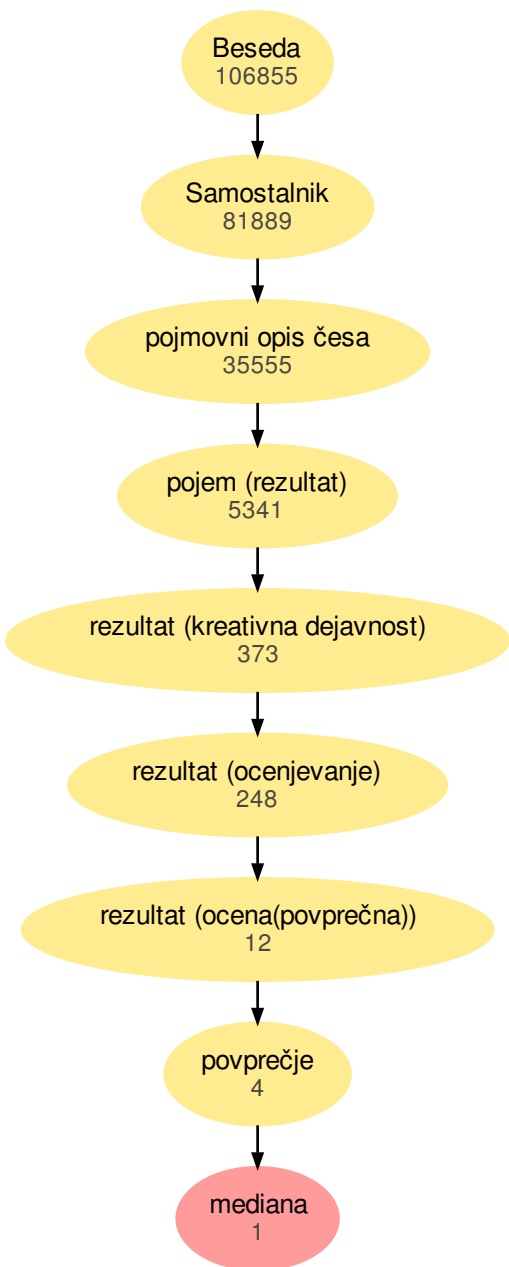 Beseda
106855
Samostalnik
81889
pojmovni opis česa
35555
pojem (rezultat)
5341
rezultat (kreativna dejavnost)
373
rezultat (ocenjevanje)
248
rezultat (ocena(povprečna))
12
povprečje
4
mediana
1